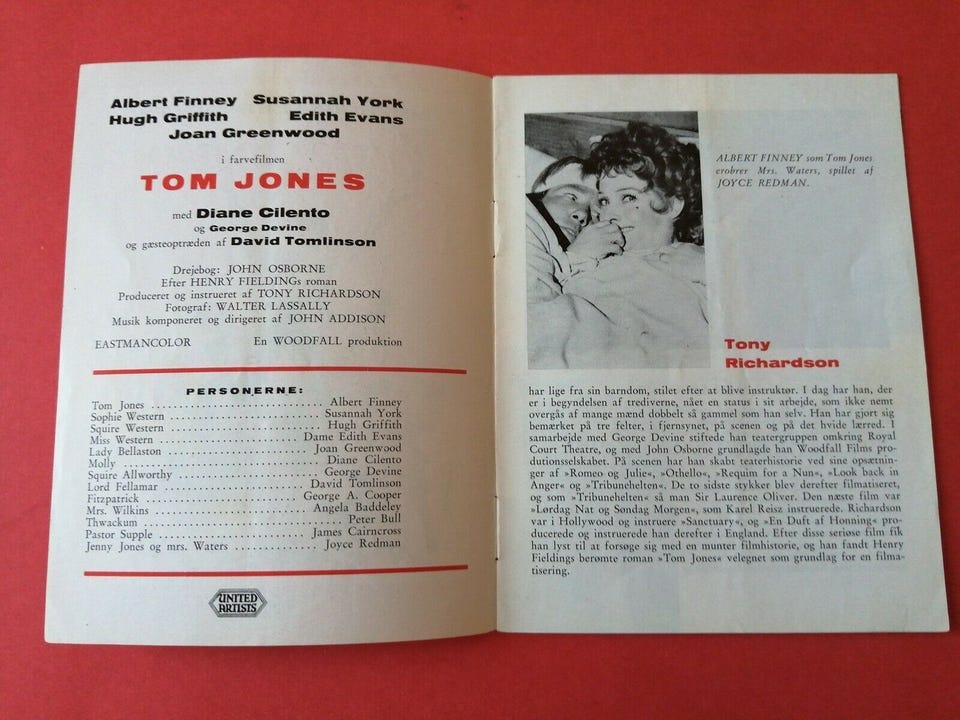 Albert Finney Susannah York
Hugh Griffith Edith Evans
Joan Greenwood
i farvefilmen
TOM JONES
med Diane Cilento
og George Devine
og gæsteoptræden af David Tomlinson
Drejebog: JOHN OSBORNE
Efter HENRY FIELDINGs roman
Produceret og instrueret af TONY RICHARDSON
Fotograf: WALTER LASSALLY
Musik komponeret og dirigeret af JOHN ADDISON
EASTMANCOLOR En WOODFALL produktion
PERSONERNE:
Tom Jones .......................... Albert Finney
Sophie Western .......................... Susannah York
Squire Western .......................... Hugh Griffith
Miss Western .......................... Dame Edith Evans
Lady Bellaston .......................... Joan Greenwood
Molly .......................... Diane Cilento
Squire Allworthy .......................... George Devine
Lord Fellamar .......................... David Tomlinson
Fitzpatrick .......................... George A. Cooper
Mrs. Wilkins .......................... Angela Baddeley
Thwackum .......................... Peter Bull
Pastor Supple .......................... James Cairncross
Jenny Jones og mrs. Waters .............. Joyce Redman
UNITED
ARTISTS
ALBERT FINNEY som Tom Jones
erobrer Mrs. Waters, spillet af
JOYCE REDMAN.
Tony
Richardson
har lige fra sin barndom, stilet efter at blive instruktør. I dag har han, der
er i begyndelsen af trediverne, nået en status i sit arbejde, som ikke nemt
overgås af mange mænd dobbelt så gammel som han selv. Han har gjort sig
bemærket på tre felter, i fjernsynet, på scenen og på det hvide lærred. I
samarbejde med George Devine stiftede han teatergruppen omkring Royal
Court Theatre, og med John Osborne grundlagde han Woodfall Films pro-
dutionsselskabet. På scenen har han skabt teaterhistorie ved sine opsætnin-
ger af »Romeo og Julie«, »Othello«, »Requim for a Nun«, »Look back in
Anger« og »Tribunehelten«. De to sidste stykker blev derefter filmatiseret,
og som »Tribunehelten« så man Sir Laurence Oliver. Den næste film var
»Lørdag Nat og Søndag Morgen«, som Karel Reisz instruerede. Richardson
var i Hollywood og instruere »Sanctuary«, og »En Duft af Honning« pro-
ducerede og instruerede han derefter i England. Efter disse seriøse film fik
han lyst til at forsøge sig med en munter filmhistorie, og han fandt Henry
Fieldings berømte roman »Tom Jones« velegnet som grundlag for en filma-
tisering.